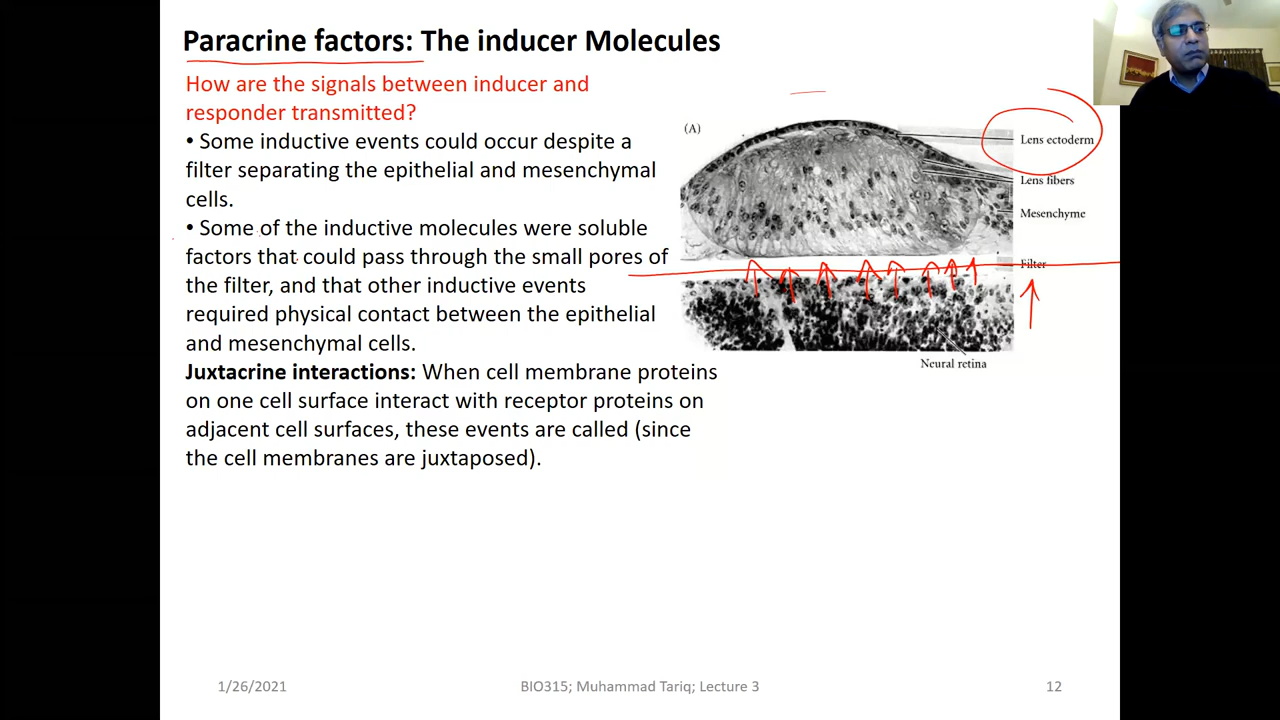 Paracrine factors: The inducer Molecules
How are the signals between inducer and
responder transmitted?
• Some inductive events could occur despite a
filter separating the epithelial and mesenchymal
cells.
• Some of the inductive molecules were soluble
factors that could pass through the small pores of
the filter, and that other inductive events
required physical contact between the epithelial
and mesenchymal cells.
Juxtacrine interactions: When cell membrane proteins
on one cell surface interact with receptor proteins on
adjacent cell surfaces, these events are called (since
the cell membranes are juxtaposed).
(A)
Lens ectoderm
Lens fibers
Mesenchyme
Filter
Neural retina
1/26/2021
BIO315; Muhammad Tariq; Lecture 3
12